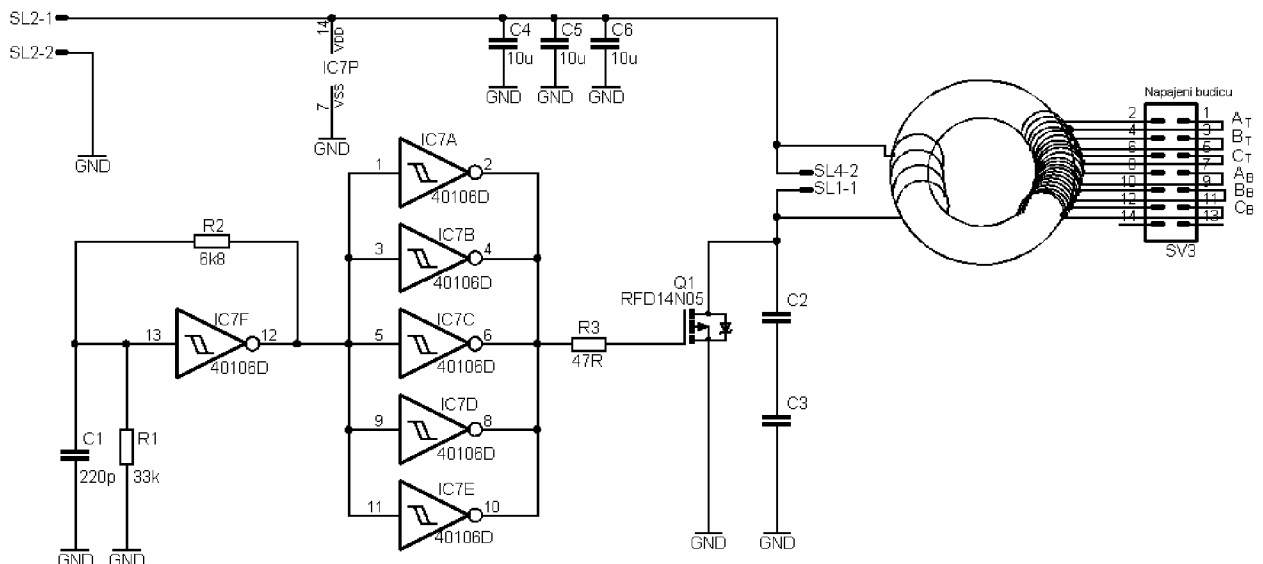 SL2-1
SL2-2
GND
14
VDD
IC7P
7
VSS
GND
C4
10u
GND
C5
10u
GND
C6
10u
GND
Napajeni budicu
2
4
6
8
10
12
14
1
3
5
7
9
11
13
AT
BT
CT
AB
BB
CB
SV3
SL4-2
SL1-1
IC7A
1
2
40106D
IC7B
3
4
40106D
IC7C
5
6
40106D
IC7D
9
8
40106D
IC7E
11
10
40106D
R2
6k8
IC7F
13
12
40106D
C1
220p
GND
R1
33k
GND
R3
47R
Q1
RFD14N05
GND
C2
C3
GND